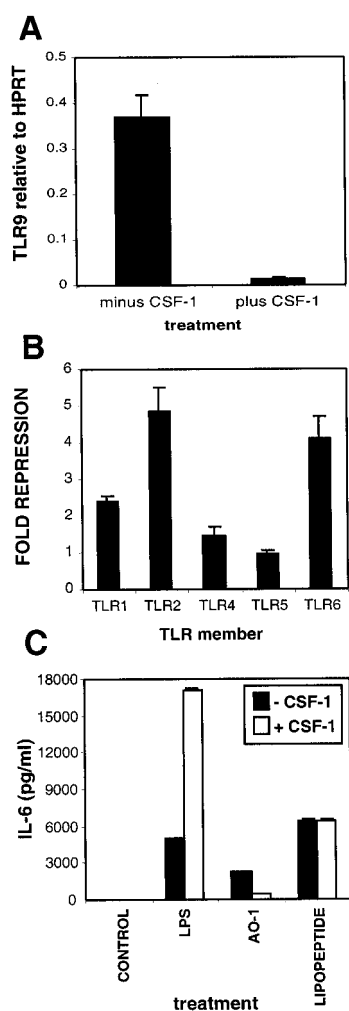 A
TLR9 relative to HPRT
0.5
0.4
0.3
0.2
0.1
0
minus CSF-1 plus CSF-1
treatment
B
FOLD REPRESSION
6
5
4
3
2
1
0
TLR1 TLR2 TLR4 TLR5 TLR6
TLR member
C
IL-6 (pg/ml)
18000
15000
12000
9000
6000
3000
0
- CSF-1
+ CSF-1
CONTROL
LPS
AO-1
LIPOPEPTIDE
treatment